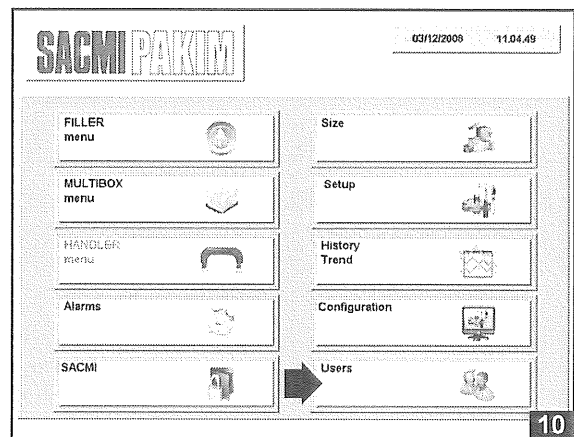 SACMI PAKIM
03/12/2008 11.04.49
FILLER
menu
Size
MULTIBOX
menu
Setup
HANDLER
menu
History
Trend
Alarms
Configuration
SACMI
Users
10